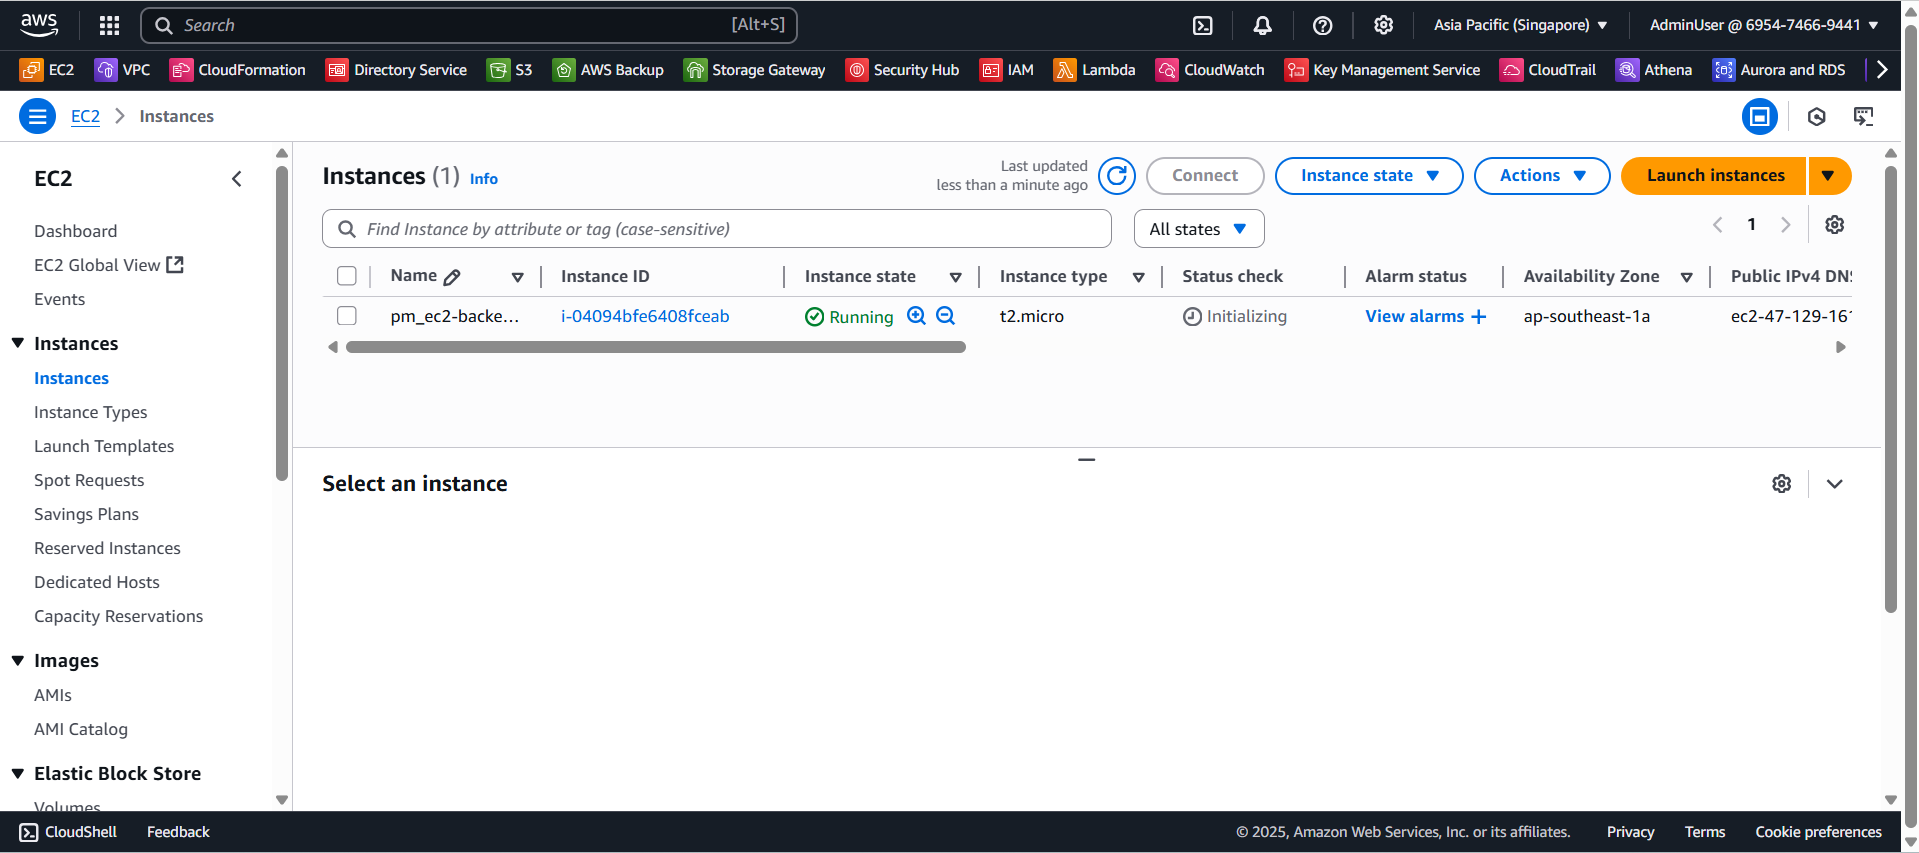 aws
Search [Alt+S]
Asia Pacific (Singapore)
AdminUser @ 6954-7466-9441
EC2 VPC CloudFormation Directory Service S3 AWS Backup Storage Gateway Security Hub IAM Lambda CloudWatch Key Management Service CloudTrail Athena Aurora and RDS
EC2 Instances
EC2
Dashboard
EC2 Global View
Events
Instances
Instances
Instance Types
Launch Templates
Spot Requests
Savings Plans
Reserved Instances
Dedicated Hosts
Capacity Reservations
Images
AMIs
AMI Catalog
Elastic Block Store
Volumes
Instances (1) Info
Last updated
less than a minute ago
Connect
Instance state
Actions
Launch instances
Find Instance by attribute or tag (case-sensitive)
All states
1
Name Instance ID Instance state Instance type Status check Alarm status Availability Zone Public IPv4 DNS
pm_ec2-backe... i-04094bfe6408fceab Running t2.micro Initializing View alarms + ap-southeast-1a ec2-47-129-161
Select an instance
CloudShell Feedback
© 2025, Amazon Web Services, Inc. or its affiliates. Privacy Terms Cookie preferences